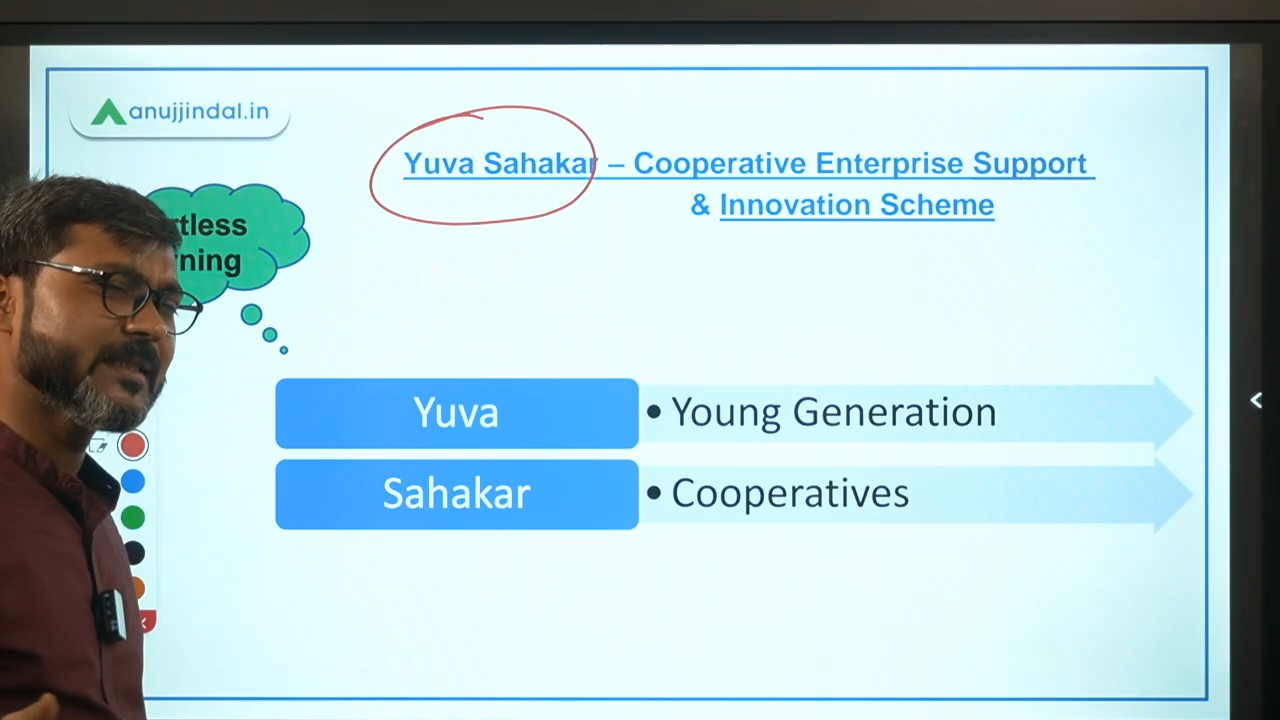 anujjindal.in
Yuva Sahakar – Cooperative Enterprise Support
& Innovation Scheme
Yuva
• Young Generation
Sahakar
• Cooperatives